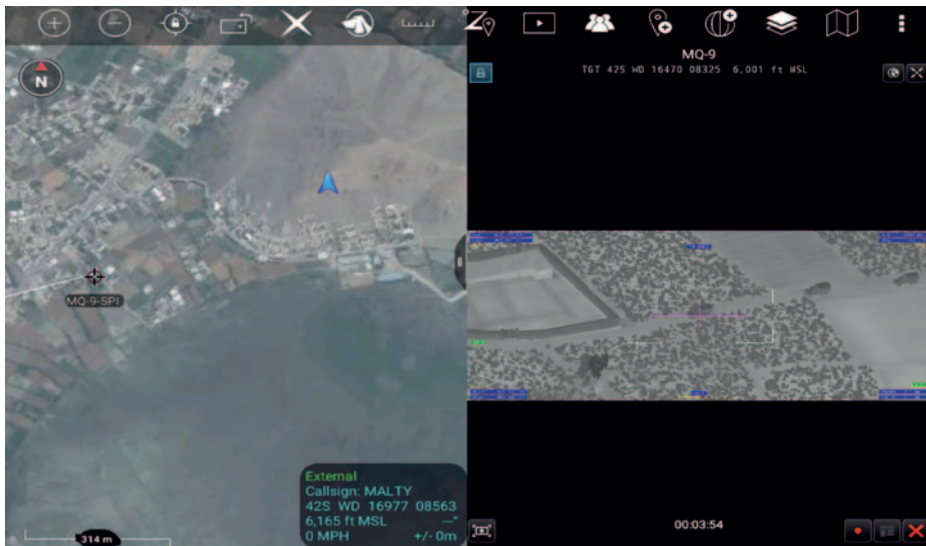 N
MQ-9-SPI
External
Callsign: MALTY
42S WD 16977 08563
6,165 ft MSL ---°
0 MPH +/- 0m
314 m
MQ-9
TGT 42S WD 16470 08325 6,001 ft MSL
00:03:54